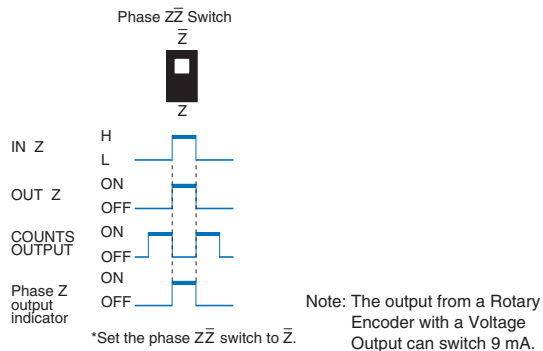 Phase ZZ̅ Switch
Z̅
Z
IN Z
H
L
OUT Z
ON
OFF
COUNTS
OUTPUT
ON
OFF
Phase Z
output
indicator
ON
OFF
*Set the phase ZZ̅ switch to Z̅.
Note: The output from a Rotary
Encoder with a Voltage
Output can switch 9 mA.